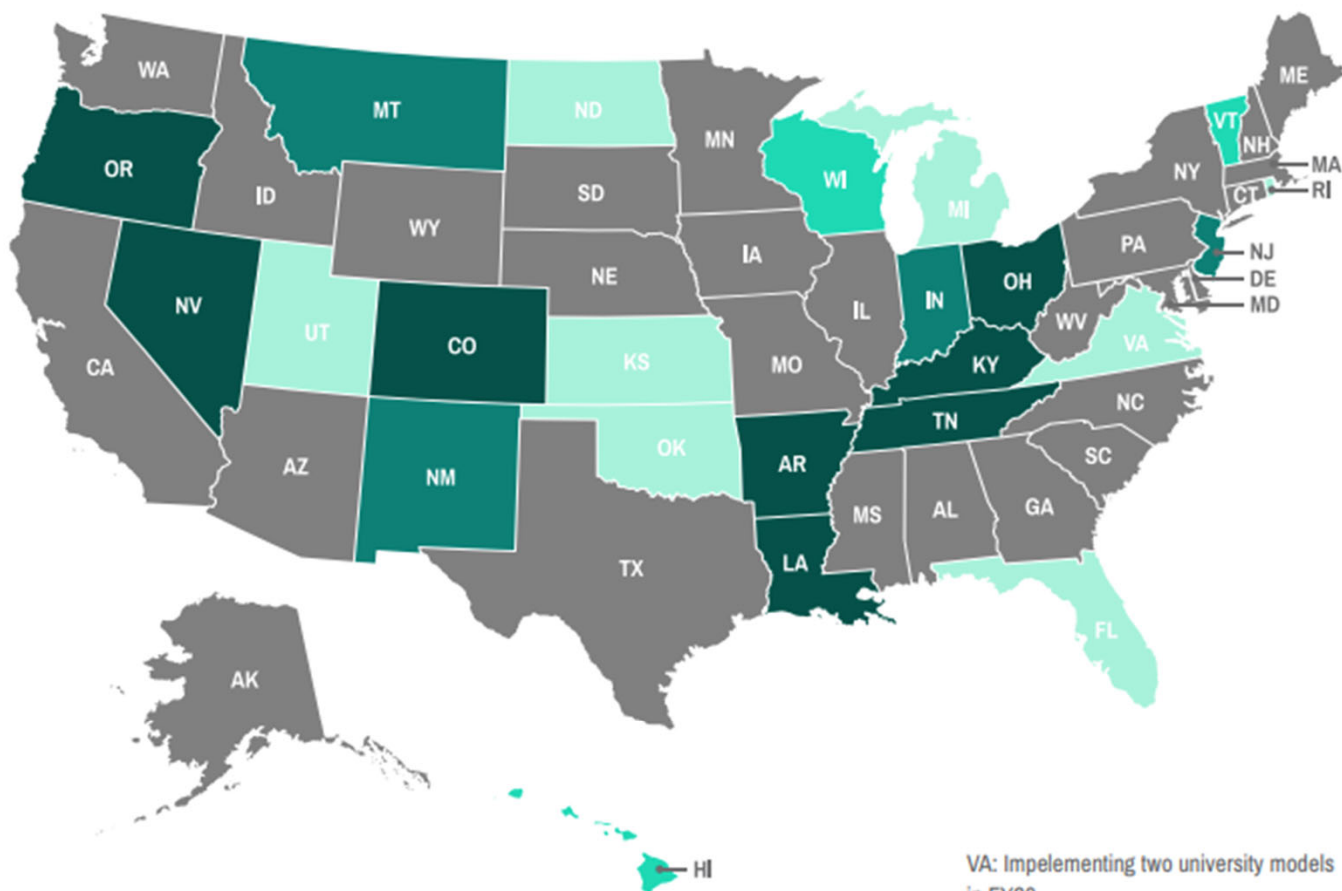 WA
ME
MT
ND
VT
MN
NH
OR
MA
WI
NY
ID
SD
RI
MI
CT
WY
PA
IA
NJ
NE
OH
DE
NV
IN
IL
MD
UT
WV
CO
VA
CA
KS
MO
KY
NC
TN
OK
SC
AZ
NM
AR
MS
AL
GA
LA
TX
FL
AK
HI
VA: Impelementing two university models